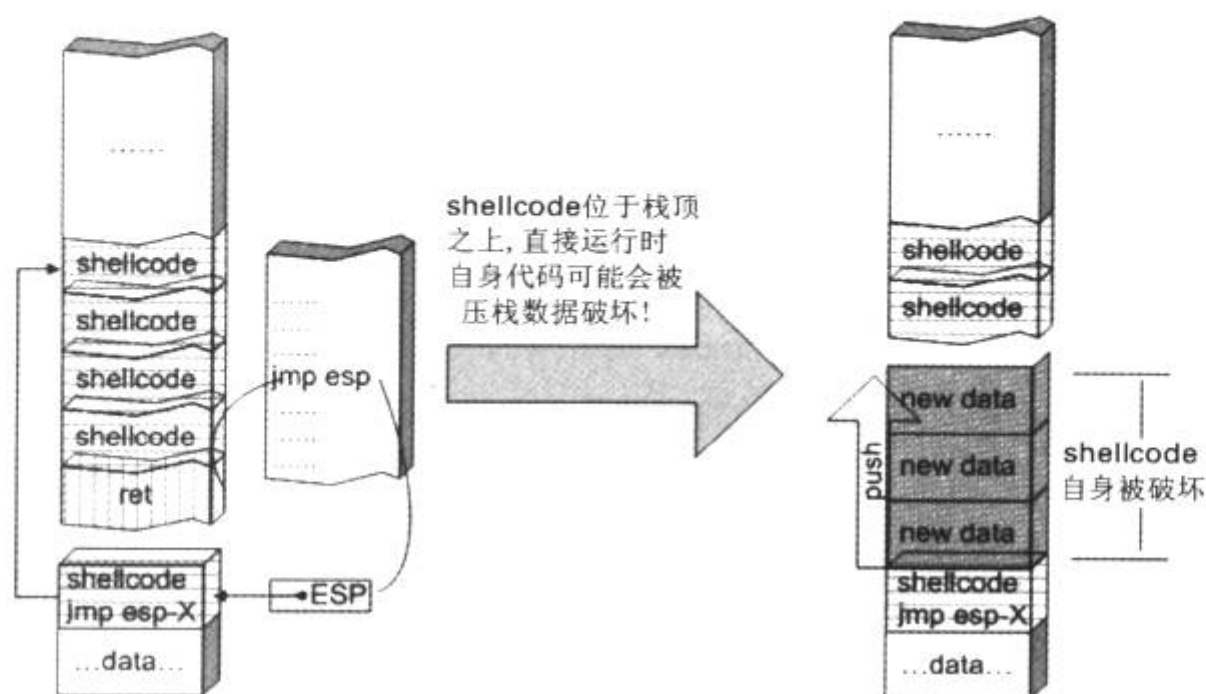 ......
shellcode
shellcode
shellcode
shellcode
ret
shellcode
jmp esp-X
...data...
......
......
jmp esp
......
......
......
ESP
shellcode位于栈顶
之上,直接运行时
自身代码可能会被
压栈数据破坏!
......
shellcode
shellcode
push
new data
new data
new data
shellcode
jmp esp-X
...data...
shellcode
自身被破坏